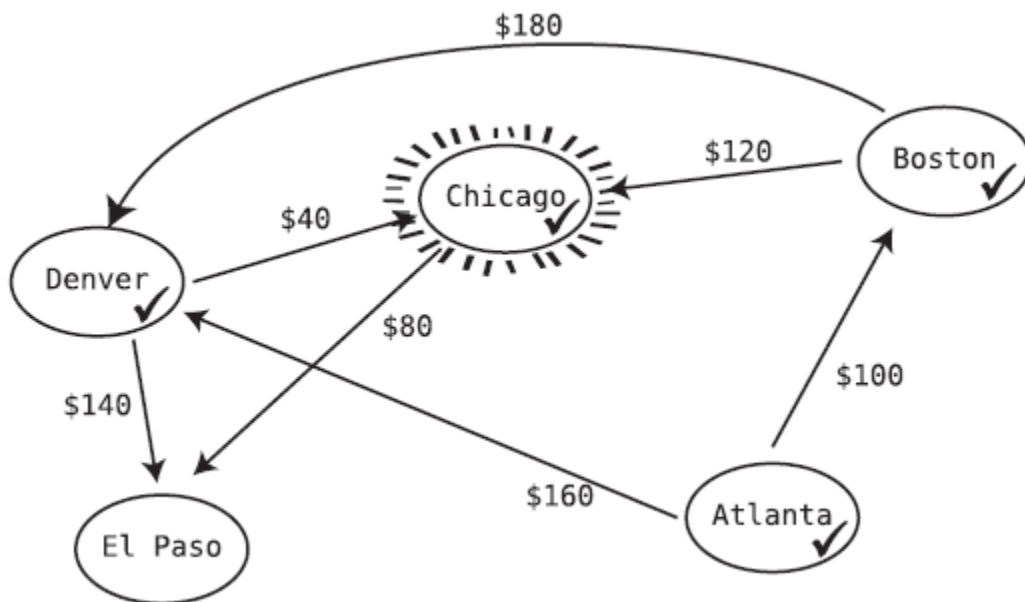 $180
Boston
$120
Chicago
$40
Denver
$80
$100
$140
$160
Atlanta
El Paso